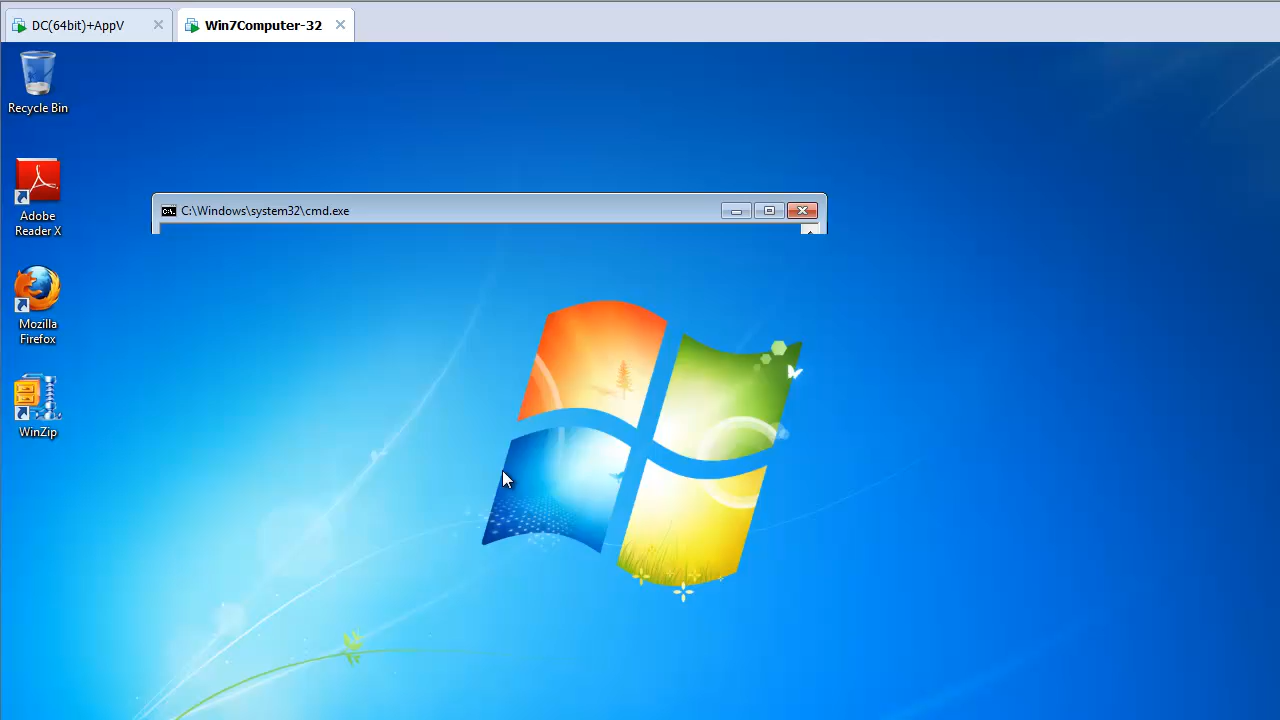 DC(64bit)+AppV
Win7Computer-32
Recycle Bin
C:\Windows\system32\cmd.exe
Adobe
Reader X
Mozilla
Firefox
WinZip